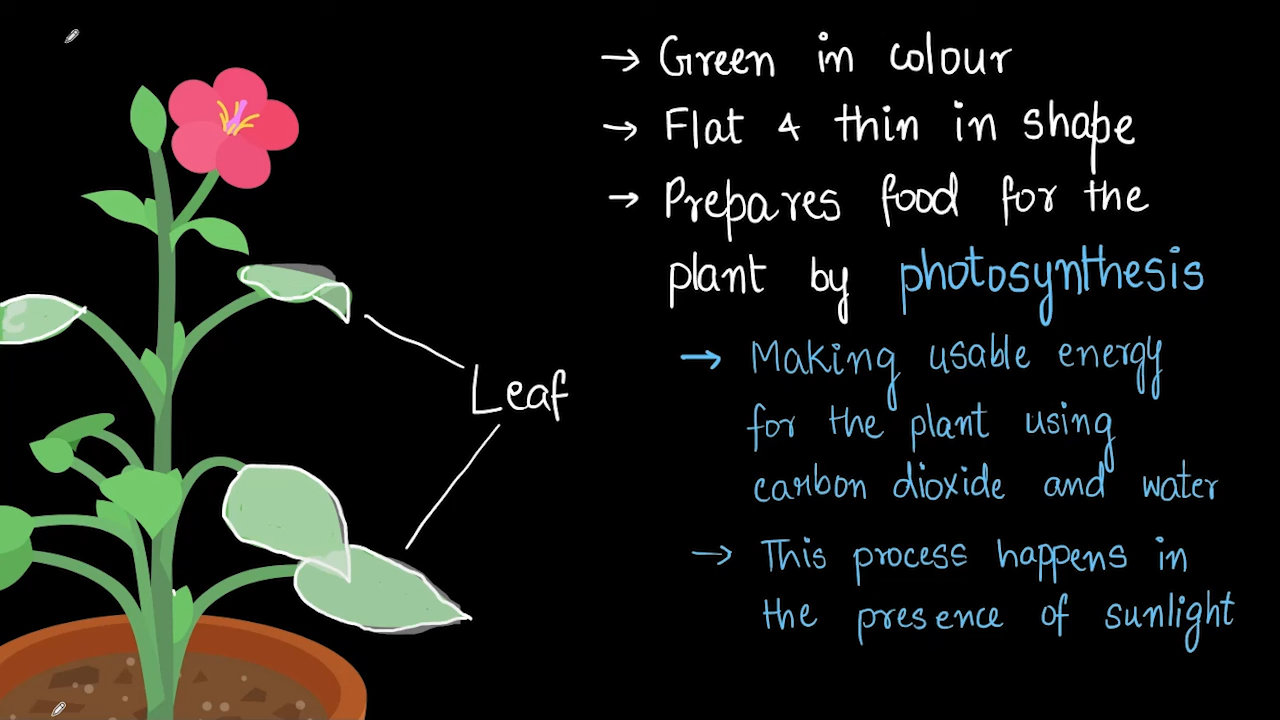 → Green in colour
→ Flat & thin in shape
→ Prepares food for the
plant by photosynthesis
Leaf
→ Making usable energy
for the plant using
carbon dioxide and water
→ This process happens in
the presence of sunlight